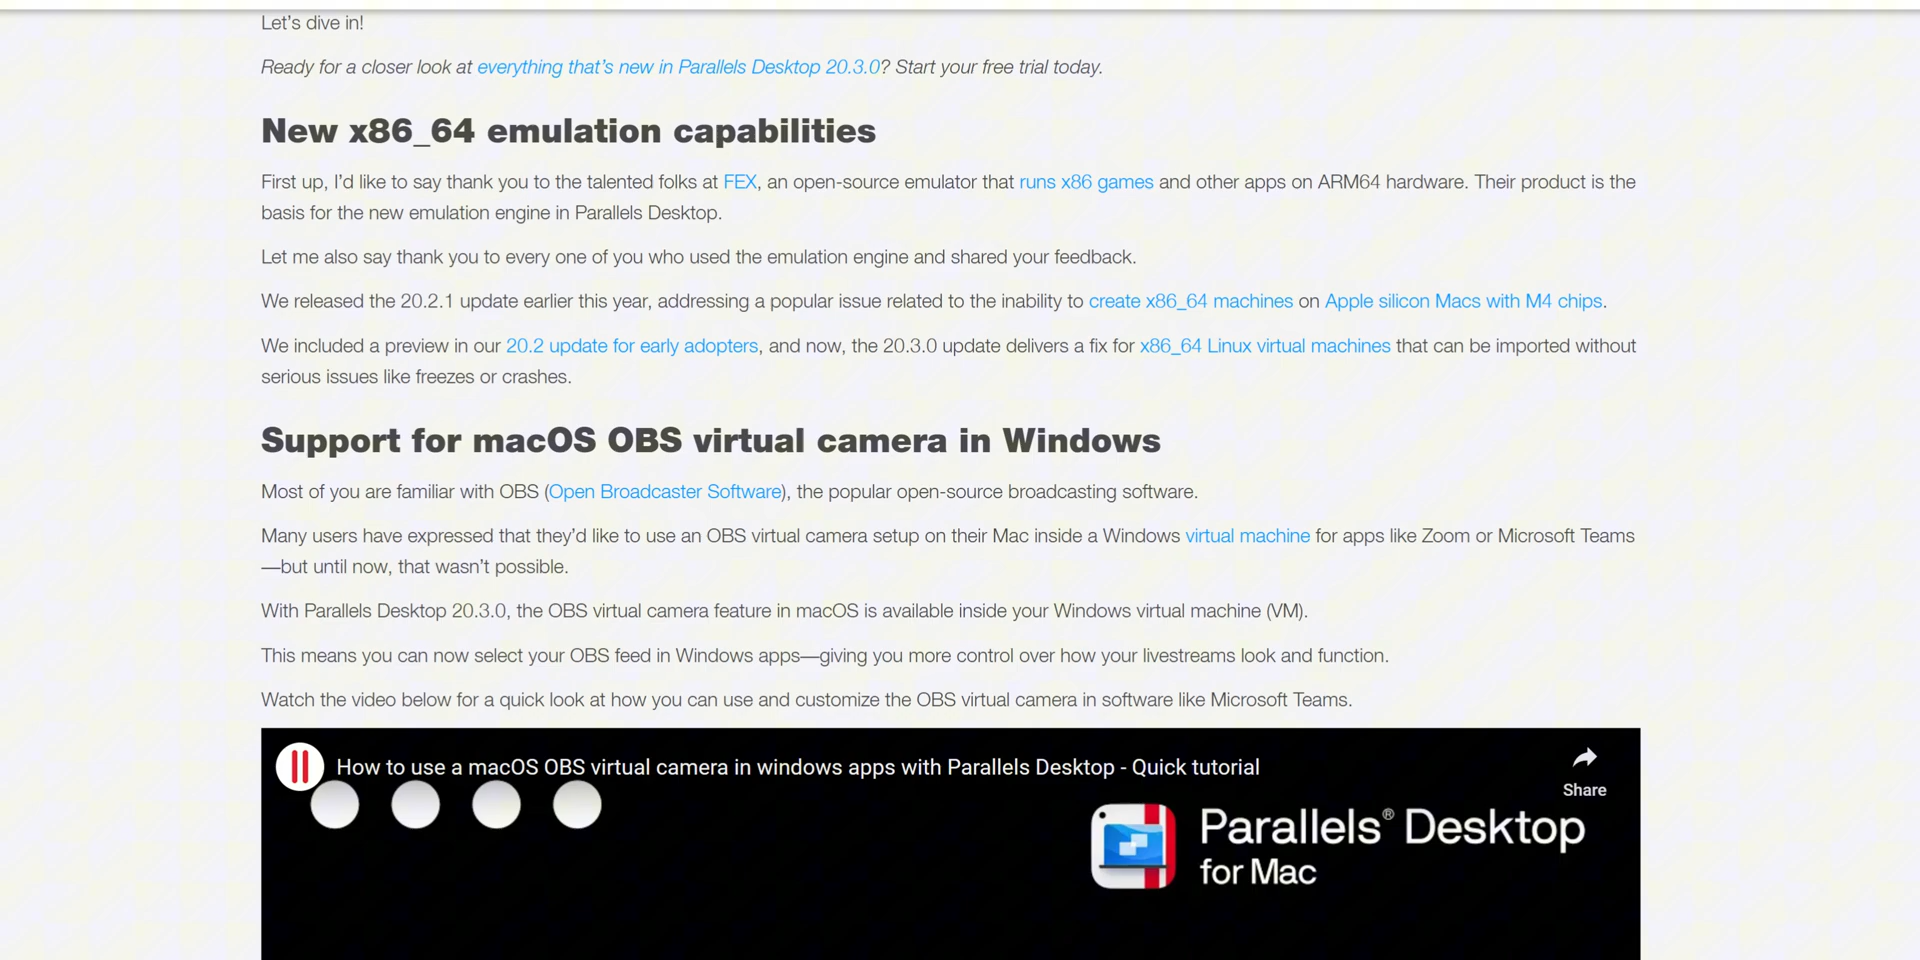 Let’s dive in!
Ready for a closer look at everything that’s new in Parallels Desktop 20.3.0? Start your free trial today.
New x86_64 emulation capabilities
First up, I’d like to say thank you to the talented folks at FEX, an open-source emulator that runs x86 games and other apps on ARM64 hardware. Their product is the
basis for the new emulation engine in Parallels Desktop.
Let me also say thank you to every one of you who used the emulation engine and shared your feedback.
We released the 20.2.1 update earlier this year, addressing a popular issue related to the inability to create x86_64 machines on Apple silicon Macs with M4 chips.
We included a preview in our 20.2 update for early adopters, and now, the 20.3.0 update delivers a fix for x86_64 Linux virtual machines that can be imported without
serious issues like freezes or crashes.
Support for macOS OBS virtual camera in Windows
Most of you are familiar with OBS (Open Broadcaster Software), the popular open-source broadcasting software.
Many users have expressed that they’d like to use an OBS virtual camera setup on their Mac inside a Windows virtual machine for apps like Zoom or Microsoft Teams
—but until now, that wasn’t possible.
With Parallels Desktop 20.3.0, the OBS virtual camera feature in macOS is available inside your Windows virtual machine (VM).
This means you can now select your OBS feed in Windows apps—giving you more control over how your livestreams look and function.
Watch the video below for a quick look at how you can use and customize the OBS virtual camera in software like Microsoft Teams.
How to use a macOS OBS virtual camera in windows apps with Parallels Desktop - Quick tutorial
Share
Parallels® Desktop
for Mac